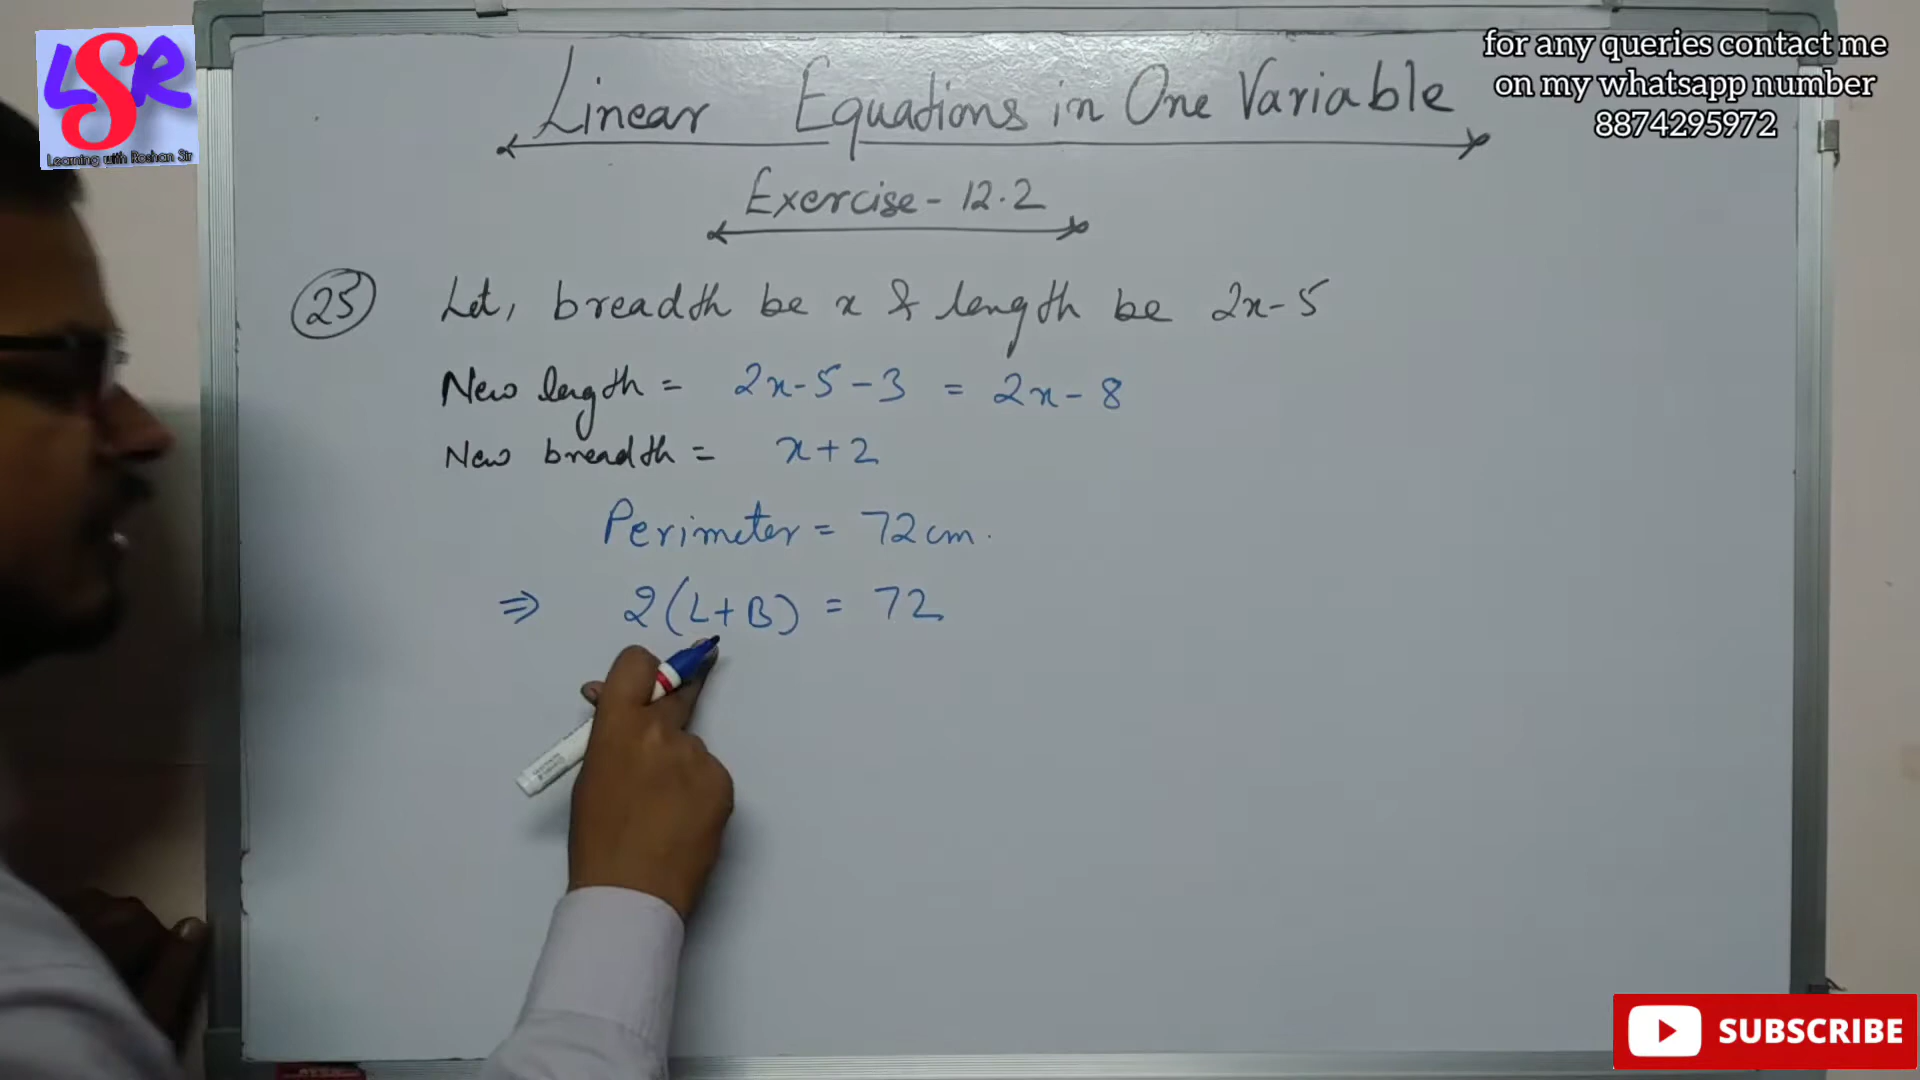 LSR
Learning with Roshan Sir
for any queries contact me
on my whatsapp number
8874295972
Linear Equations in One Variable
Exercise - 12.2
25 Let, breadth be x & length be 2x-5
New length = 2x-5-3 = 2x-8
New breadth = x+2
Perimeter = 72cm.
⇒ 2(L+B) = 72
SUBSCRIBE